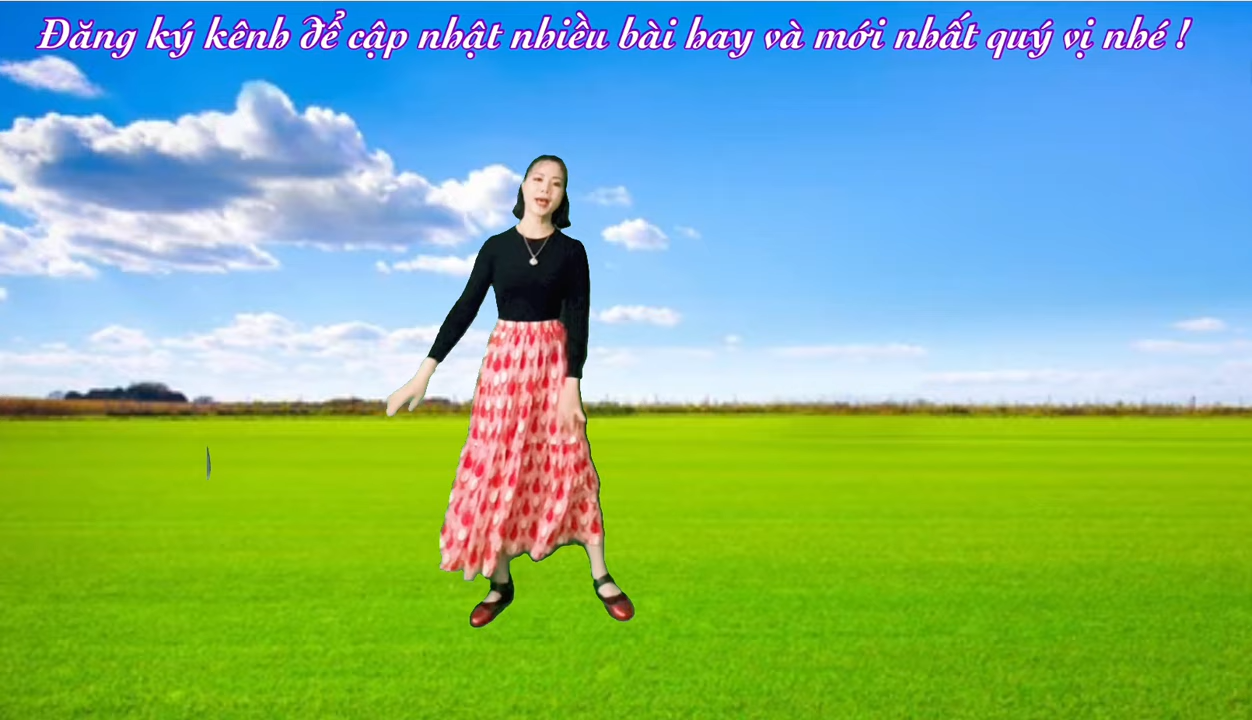 Đăng ký kênh để cập nhật nhiều bài hay và mới nhất quý vị nhé !